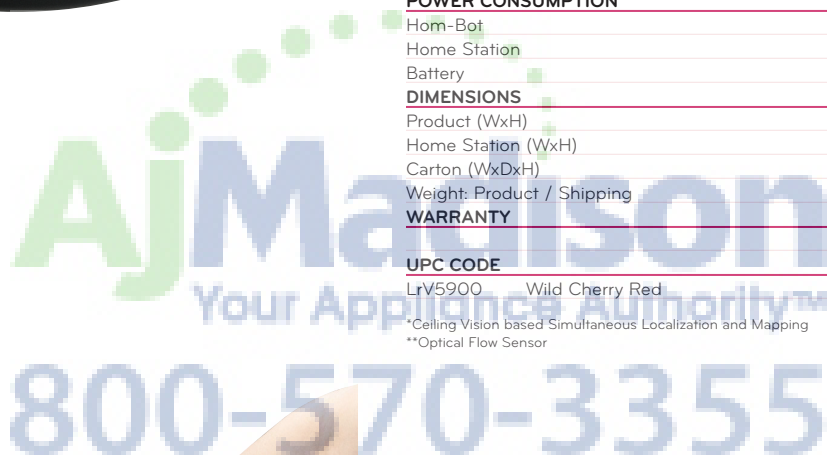 POWER CONSUMPTION
Hom-Bot
Home Station
Battery
DIMENSIONS
Product (WxH)
Home Station (WxH)
Carton (WxDxH)
Weight: Product / Shipping
WARRANTY
UPC CODE
LrV5900 Wild Cherry Red
*Ceiling Vision based Simultaneous Localization and Mapping
**Optical Flow Sensor
AjMadison
Your Appliance Authority™
800-570-3355